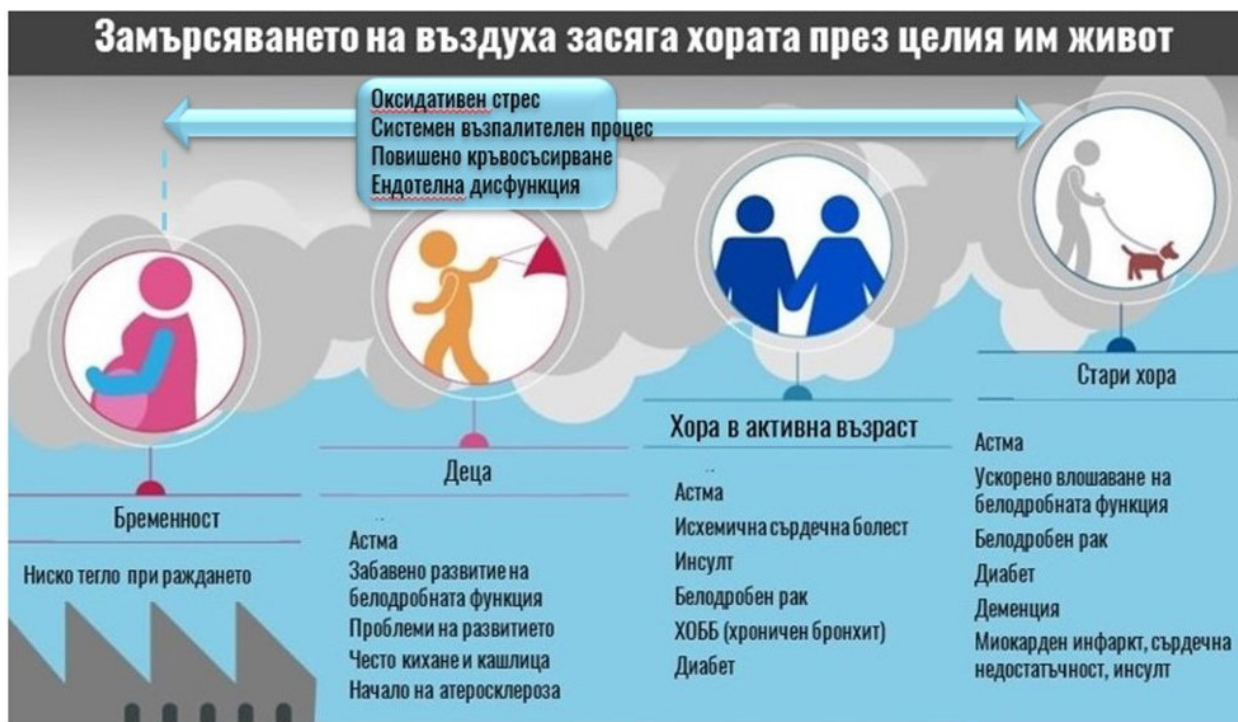 Замърсяването на въздуха засяга хората през целия им живот
Оксидативен стрес
Системен възпалителен процес
Повишено кръвосъсирване
Ендотелна дисфункция
Бременност
Ниско тегло при раждането
Деца
Астма
Забавено развитие на
белодробната функция
Проблеми на развитието
Често кихане и кашлица
Начало на атеросклероза
Хора в активна възраст
Астма
Исхемична сърдечна болест
Инсулт
Белодробен рак
ХОББ (хроничен бронхит)
Диабет
Стари хора
Астма
Ускорено влошаване на
белодробната функция
Белодробен рак
Диабет
Деменция
Миокарден инфаркт, сърдечна
недостатъчност, инсулт